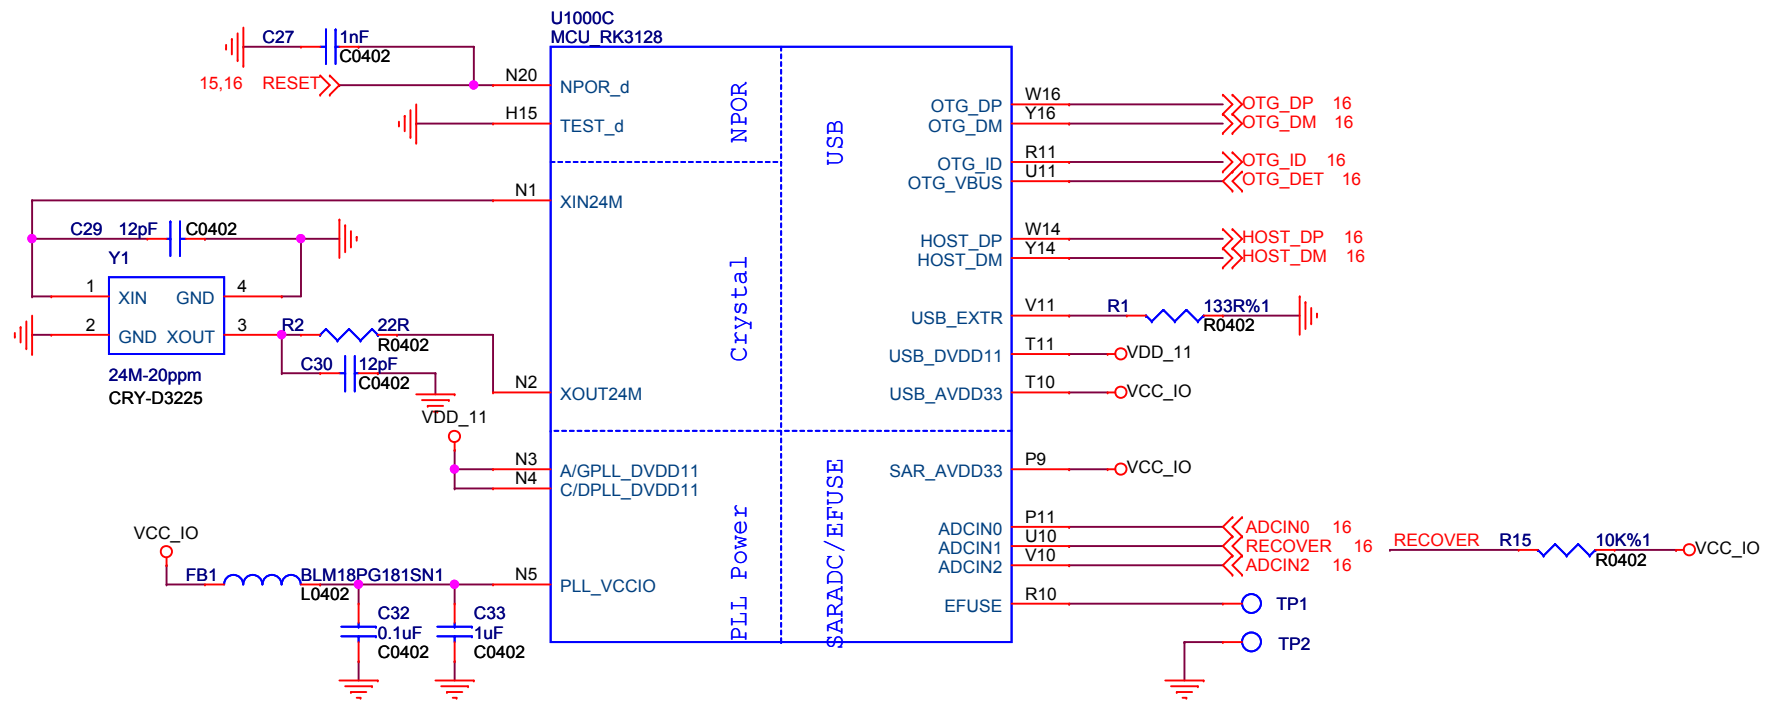 U1000C
MCU_RK3128
C27 1nF
C0402
15,16 RESET
N20 NPOR_d
H15 TEST_d
NPOR
N1 XIN24M
C29 12pF C0402
Y1
1 XIN GND 4
2 GND XOUT 3
R2 22R
R0402
C30 12pF
C0402
24M-20ppm
CRY-D3225
N2 XOUT24M
Crystal
VDD_11
N3 A/GPLL_DVDD11
N4 C/DPLL_DVDD11
VCC_IO
FB1 BLM18PG181SN1
L0402
N5 PLL_VCCIO
C32
0.1uF
C0402
C33
1uF
C0402
PLL Power
USB
OTG_DP W16 OTG_DP 16
OTG_DM Y16 OTG_DM 16
OTG_ID R11 OTG_ID 16
OTG_VBUS U11 OTG_DET 16
HOST_DP W14 HOST_DP 16
HOST_DM Y14 HOST_DM 16
USB_EXTR V11 R1 133R%1
R0402
USB_DVDD11 T11 VDD_11
USB_AVDD33 T10 VCC_IO
SARADC/EFUSE
SAR_AVDD33 P9 VCC_IO
ADCIN0 P11 ADCIN0 16
ADCIN1 U10 RECOVER 16
ADCIN2 V10 ADCIN2 16
EFUSE R10 TP1
TP2
RECOVER R15 10K%1 VCC_IO
R0402